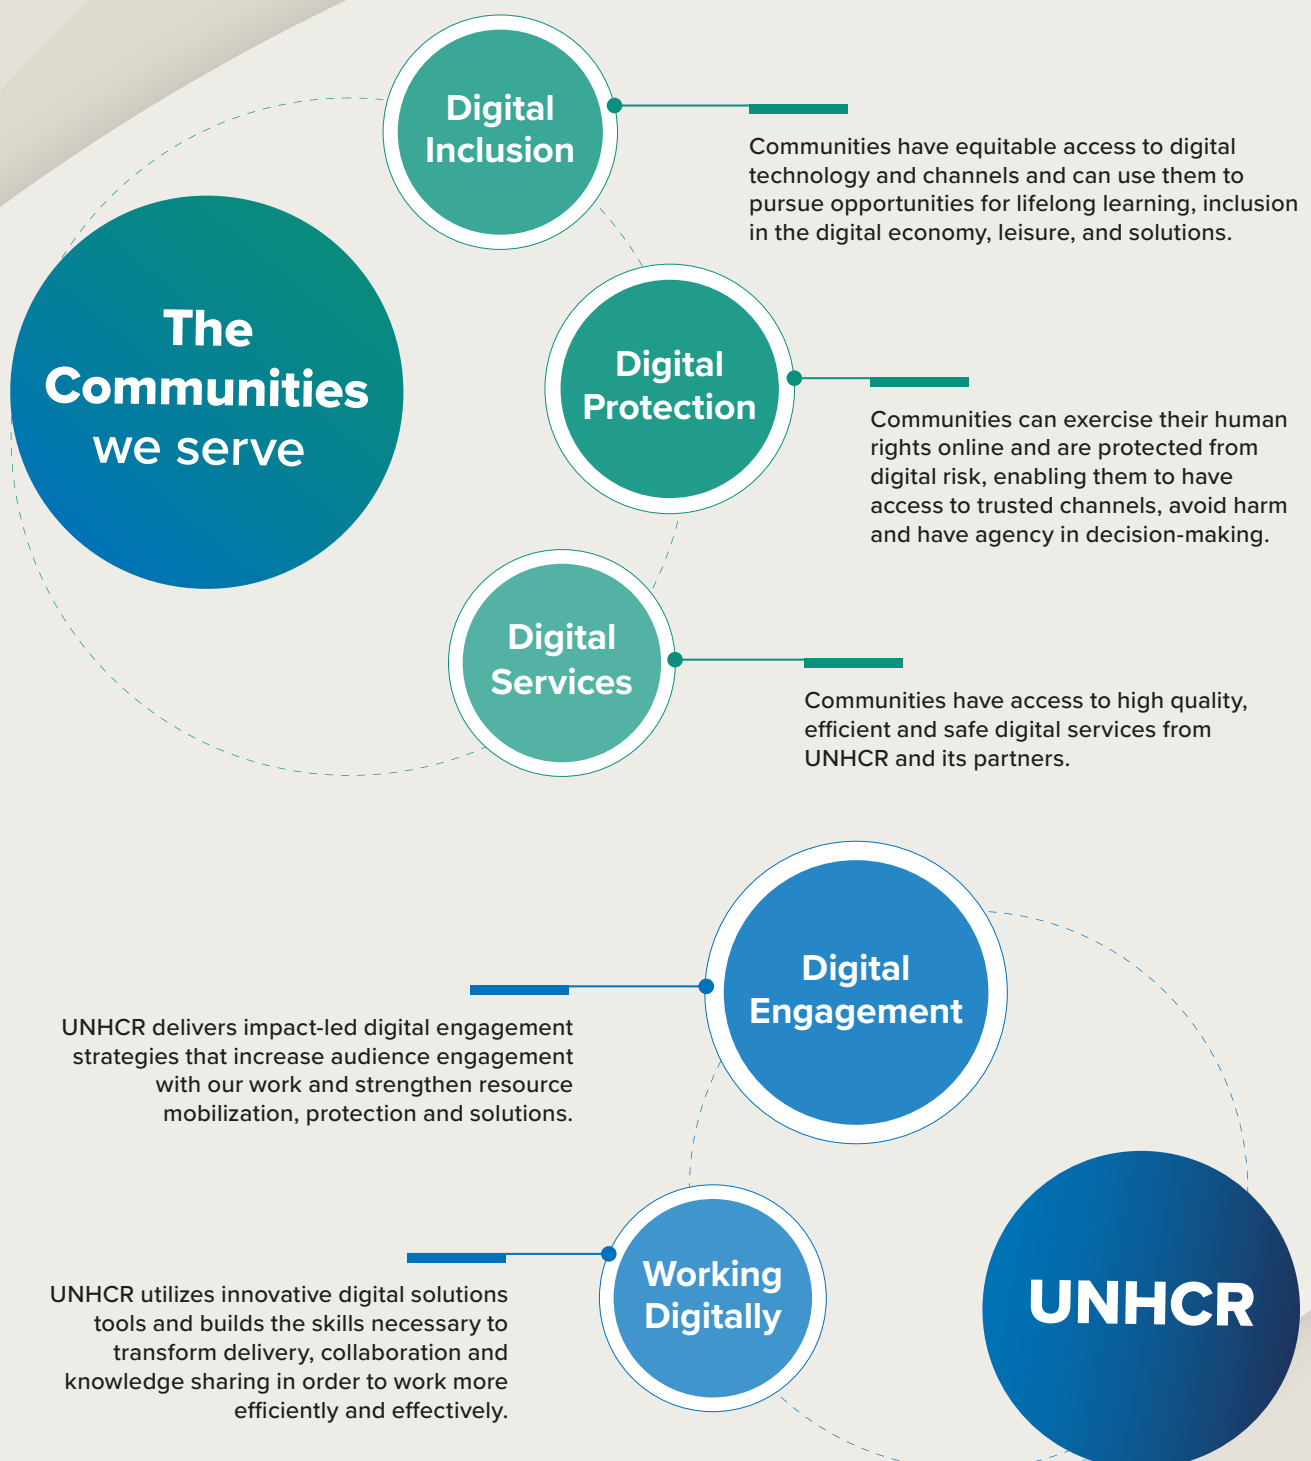 Digital
Inclusion
Communities have equitable access to digital
technology and channels and can use them to
pursue opportunities for lifelong learning, inclusion
in the digital economy, leisure, and solutions.
The
Communities
we serve
Digital
Protection
Communities can exercise their human
rights online and are protected from
digital risk, enabling them to have
access to trusted channels, avoid harm
and have agency in decision-making.
Digital
Services
Communities have access to high quality,
efficient and safe digital services from
UNHCR and its partners.
Digital
Engagement
UNHCR delivers impact-led digital engagement
strategies that increase audience engagement
with our work and strengthen resource
mobilization, protection and solutions.
Working
Digitally
UNHCR utilizes innovative digital solutions
tools and builds the skills necessary to
transform delivery, collaboration and
knowledge sharing in order to work more
efficiently and effectively.
UNHCR